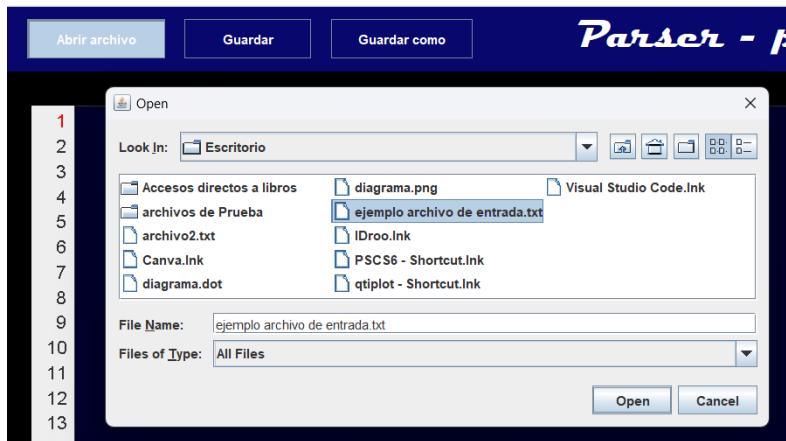 Abrir archivo Guardar Guardar como Parser - p
Open
Look In: Escritorio
Accesos directos a libros diagrama.png Visual Studio Code.lnk
archivos de Prueba ejemplo archivo de entrada.txt
archivo2.txt IDroo.lnk
Canva.lnk PSCS6 - Shortcut.lnk
diagrama.dot qtiplot - Shortcut.lnk
File Name: ejemplo archivo de entrada.txt
Files of Type: All Files
Open Cancel
1
2
3
4
5
6
7
8
9
10
11
12
13